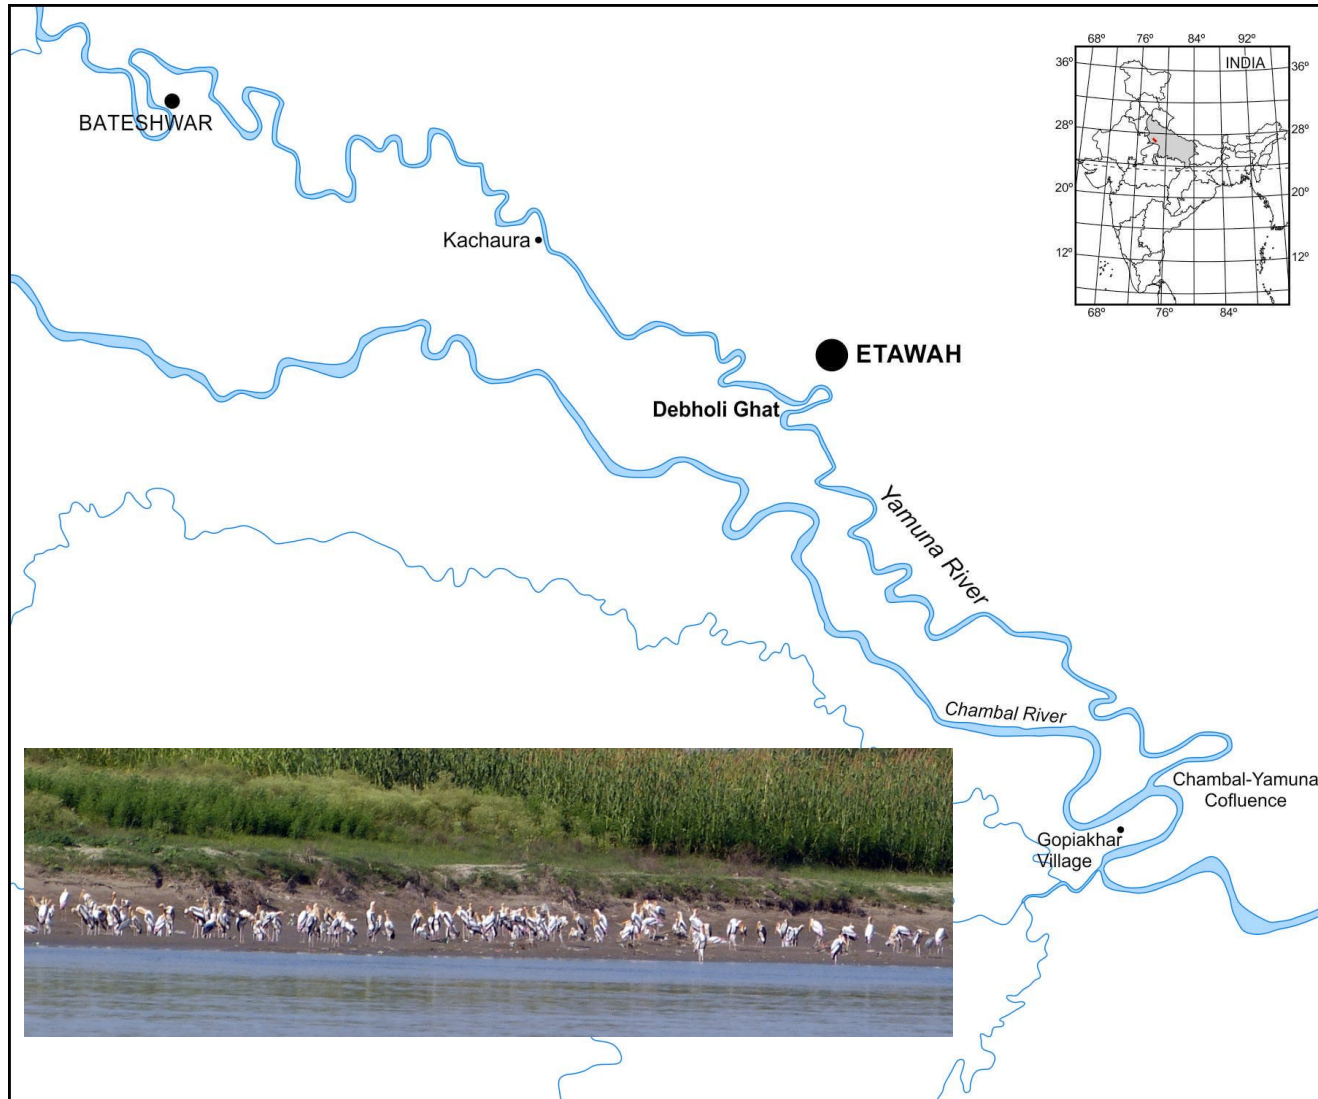 68° 76° 84° 92°
36° INDIA 36°
28° 28°
20° 20°
12° 12°
68° 76° 84°
BATESHWAR
Kachaura
ETAWAH
Debholi Ghat
Yamuna River
Chambal River
Chambal-Yamuna
Cofluence
Gopiakhar
Village